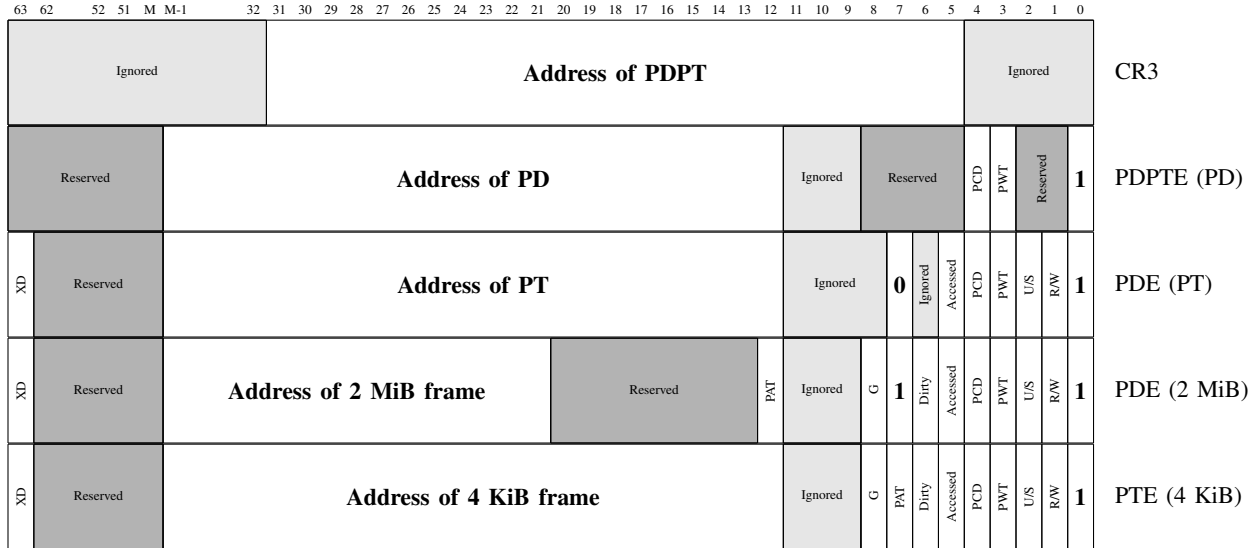 63 62 52 51 M M-1 32 31 30 29 28 27 26 25 24 23 22 21 20 19 18 17 16 15 14 13 12 11 10 9 8 7 6 5 4 3 2 1 0
Ignored Address of PDPT Ignored CR3
Reserved Address of PD Ignored Reserved PCD PWT Reserved 1 PDPTE (PD)
XD Reserved Address of PT Ignored 0 Ignored Accessed PCD PWT U/S R/W 1 PDE (PT)
XD Reserved Address of 2 MiB frame Reserved PAT Ignored G 1 Dirty Accessed PCD PWT U/S R/W 1 PDE (2 MiB)
XD Reserved Address of 4 KiB frame Ignored G PAT Dirty Accessed PCD PWT U/S R/W 1 PTE (4 KiB)